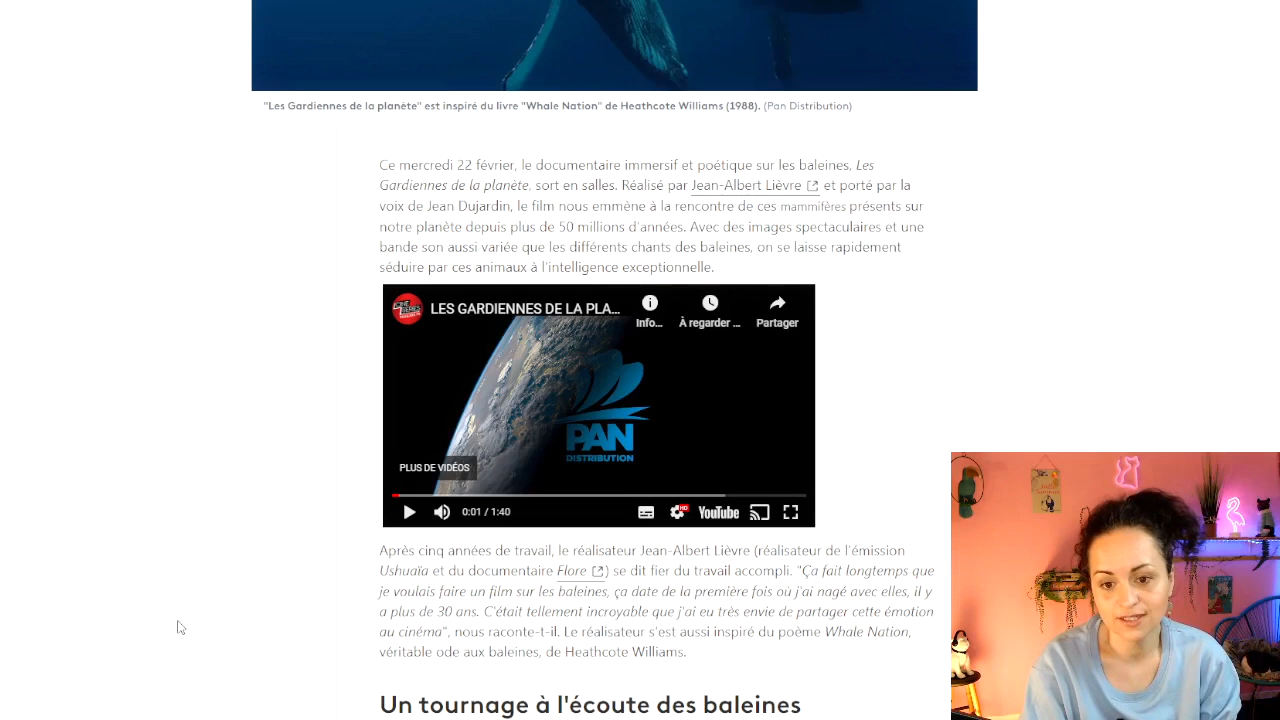 "Les Gardiennes de la planète" est inspiré du livre "Whale Nation" de Heathcote Williams (1988). (Pan Distribution)
Ce mercredi 22 février, le documentaire immersif et poétique sur les baleines, Les
Gardiennes de la planète, sort en salles. Réalisé par Jean-Albert Lièvre et porté par la
voix de Jean Dujardin, le film nous emmène à la rencontre de ces mammifères présents sur
notre planète depuis plus de 50 millions d'années. Avec des images spectaculaires et une
bande son aussi variée que les différents chants des baleines, on se laisse rapidement
séduire par ces animaux à l'intelligence exceptionnelle.
LES GARDIENNES DE LA PLA...
Info...
À regarder ...
Partager
PAN
DISTRIBUTION
PLUS DE VIDÉOS
0:01 / 1:40
HD
YouTube
Après cinq années de travail, le réalisateur Jean-Albert Lièvre (réalisateur de l'émission
Ushuaïa et du documentaire Flore) se dit fier du travail accompli. "Ça fait longtemps que
je voulais faire un film sur les baleines, ça date de la première fois où j'ai nagé avec elles, il y
a plus de 30 ans. C'était tellement incroyable que j'ai eu très envie de partager cette émotion
au cinéma", nous raconte-t-il. Le réalisateur s'est aussi inspiré du poème Whale Nation,
véritable ode aux baleines, de Heathcote Williams.
Un tournage à l'écoute des baleines